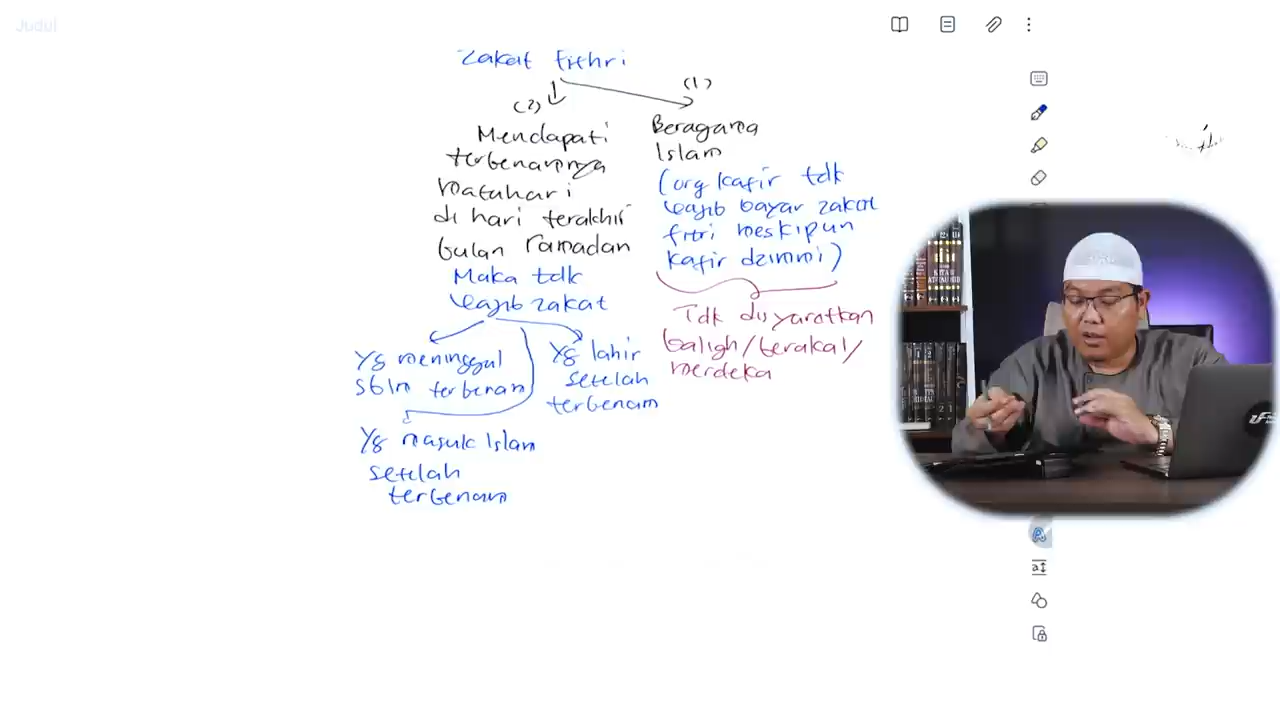 Judul
Zakat fithri
(1)
Beragama
Islam
(org kafir tdk
wajib bayar zakat
fitri meskipun
kafir dzimmi)
Tdk disyaratkan
baligh/berakal/
merdeka
(2)
Mendapati
terbenamnya
matahari
di hari terakhir
bulan ramadan
Maka tdk
wajib zakat
Yg meninggal
sblm terbenam
Yg lahir
setelah
terbenam
Yg masuk Islam
setelah
terbenam